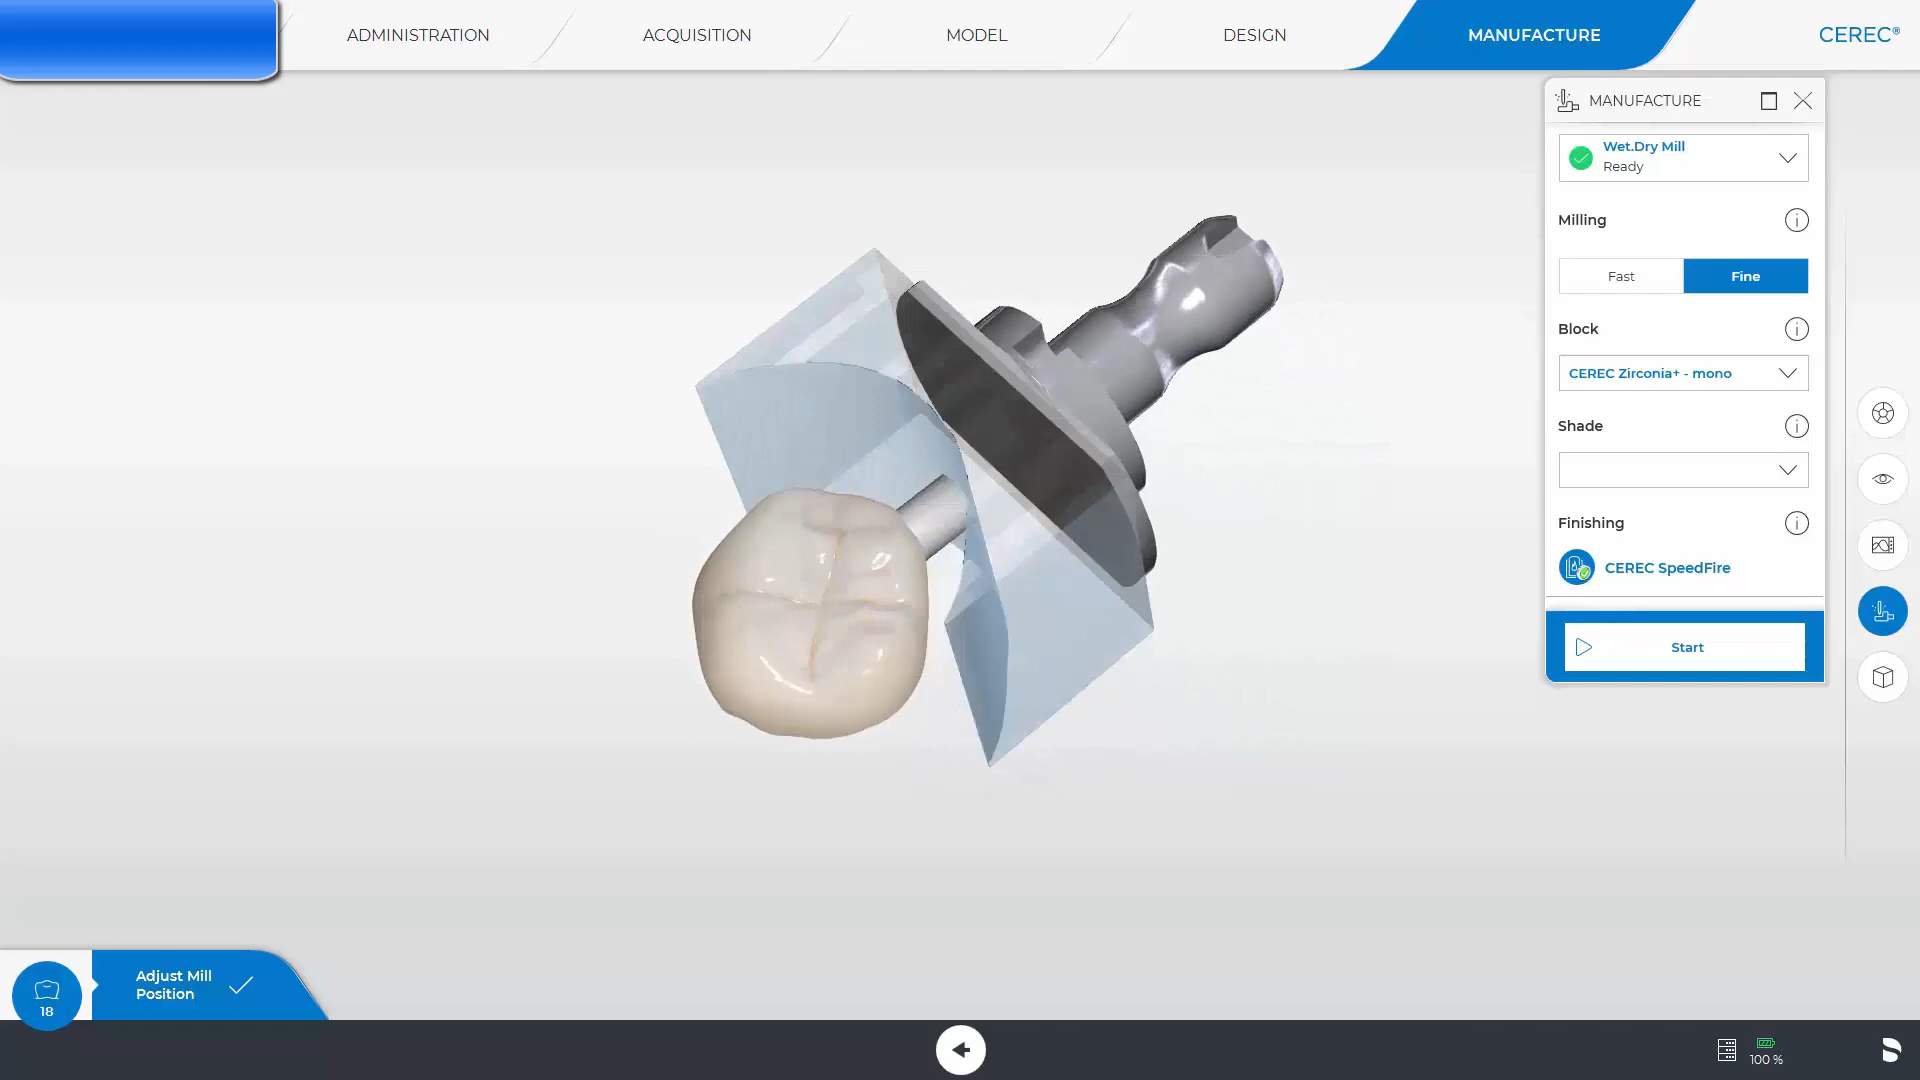 ADMINISTRATION
ACQUISITION
MODEL
DESIGN
MANUFACTURE
CEREC®
MANUFACTURE
Wet.Dry Mill
Ready
Milling
Fast
Fine
Block
CEREC Zirconia+ - mono
Shade
Finishing
CEREC SpeedFire
Start
Adjust Mill
Position
18
100 %